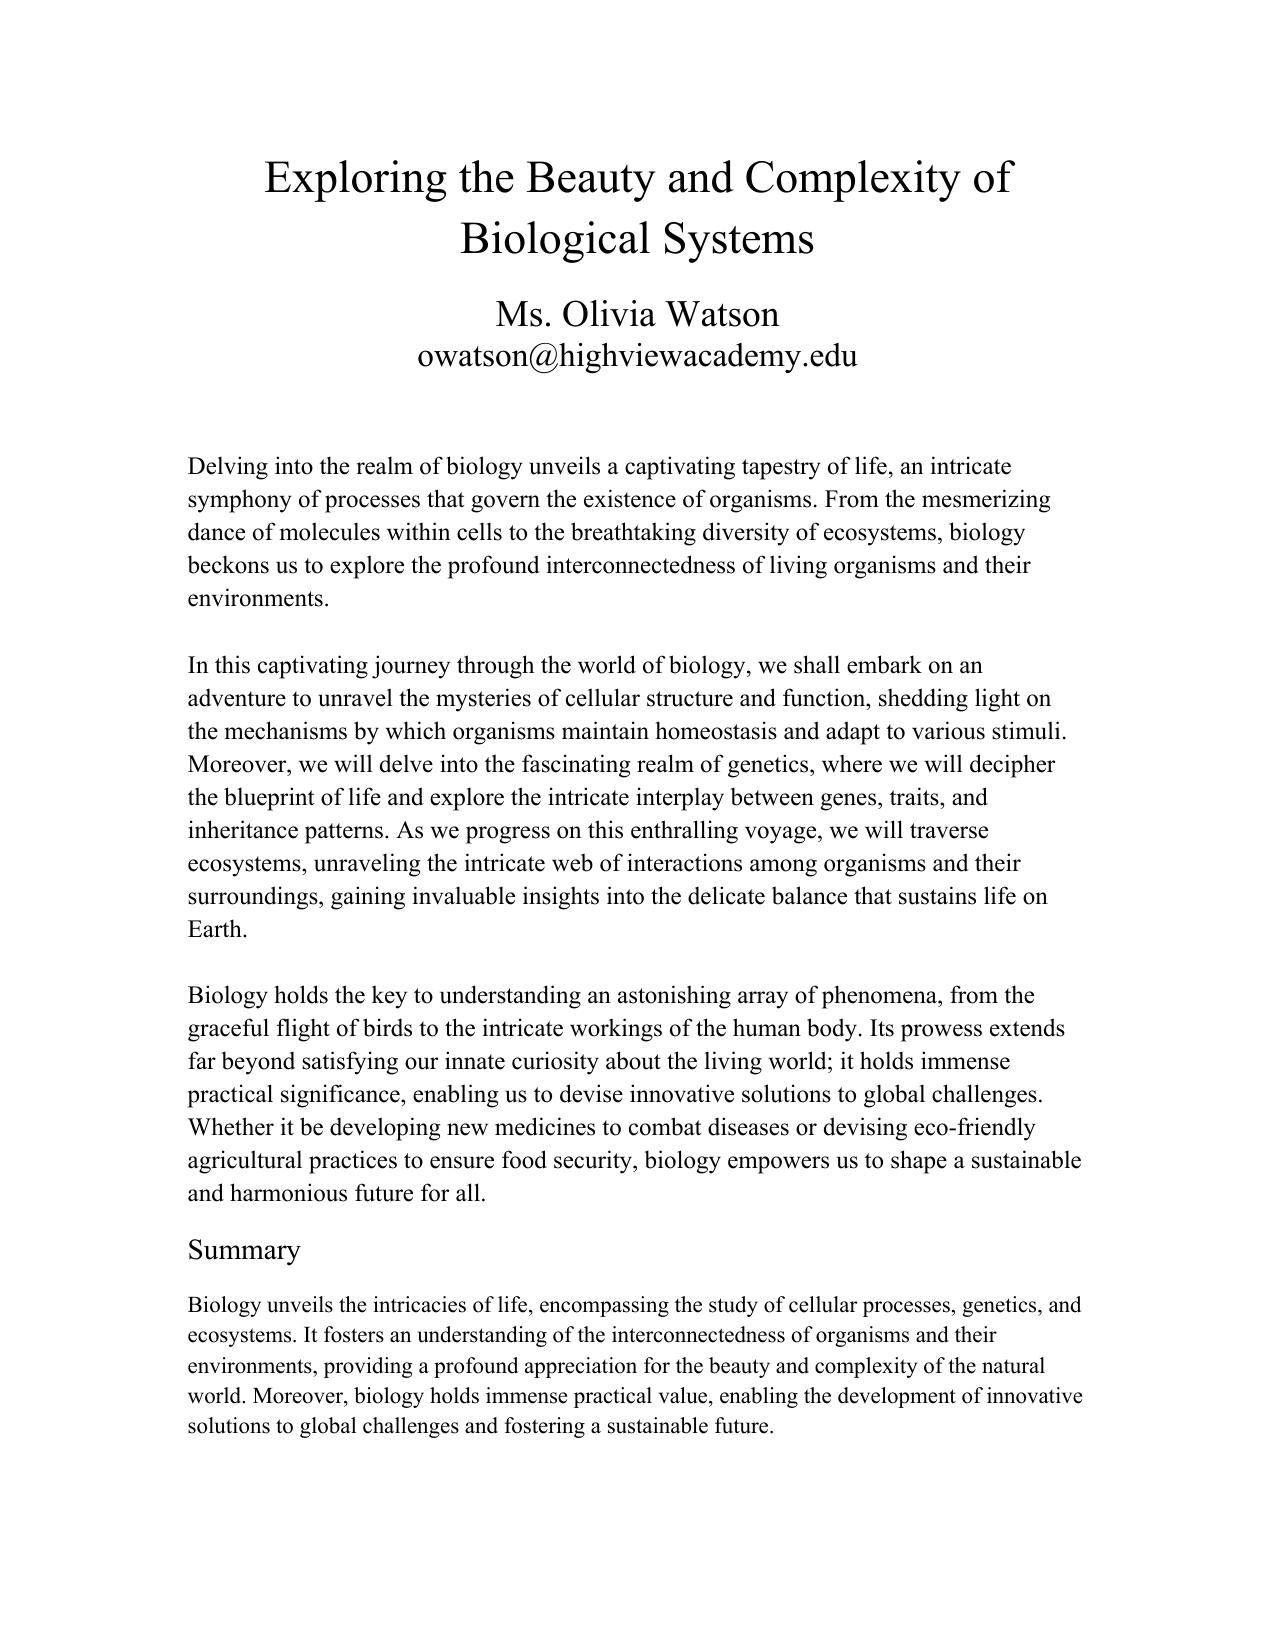 Exploring the Beauty and Complexity of
Biological Systems
Ms. Olivia Watson
owatson@highviewacademy.edu
Delving into the realm of biology unveils a captivating tapestry of life, an intricate
symphony of processes that govern the existence of organisms. From the mesmerizing
dance of molecules within cells to the breathtaking diversity of ecosystems, biology
beckons us to explore the profound interconnectedness of living organisms and their
environments.
In this captivating journey through the world of biology, we shall embark on an
adventure to unravel the mysteries of cellular structure and function, shedding light on
the mechanisms by which organisms maintain homeostasis and adapt to various stimuli.
Moreover, we will delve into the fascinating realm of genetics, where we will decipher
the blueprint of life and explore the intricate interplay between genes, traits, and
inheritance patterns. As we progress on this enthralling voyage, we will traverse
ecosystems, unraveling the intricate web of interactions among organisms and their
surroundings, gaining invaluable insights into the delicate balance that sustains life on
Earth.
Biology holds the key to understanding an astonishing array of phenomena, from the
graceful flight of birds to the intricate workings of the human body. Its prowess extends
far beyond satisfying our innate curiosity about the living world; it holds immense
practical significance, enabling us to devise innovative solutions to global challenges.
Whether it be developing new medicines to combat diseases or devising eco-friendly
agricultural practices to ensure food security, biology empowers us to shape a sustainable
and harmonious future for all.
Summary
Biology unveils the intricacies of life, encompassing the study of cellular processes, genetics, and
ecosystems. It fosters an understanding of the interconnectedness of organisms and their
environments, providing a profound appreciation for the beauty and complexity of the natural
world. Moreover, biology holds immense practical value, enabling the development of innovative
solutions to global challenges and fostering a sustainable future.